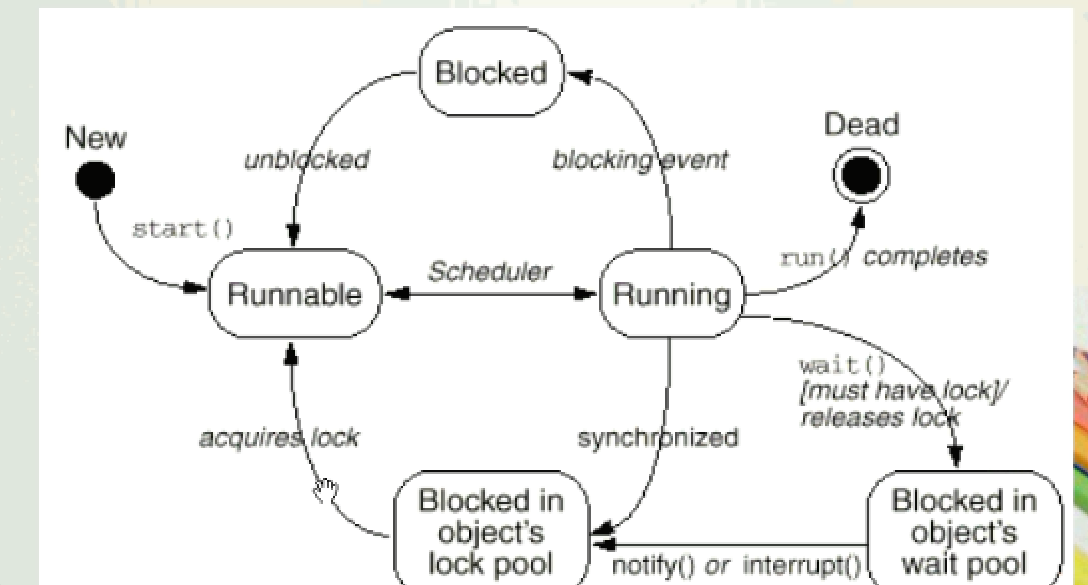 Blocked
New
Dead
unblocked
blocking event
start()
run() completes
Scheduler
Runnable
Running
wait()
[must have lock]/
releases lock
acquires lock
synchronized
Blocked in
object's
lock pool
Blocked in
object's
wait pool
notify() or interrupt()